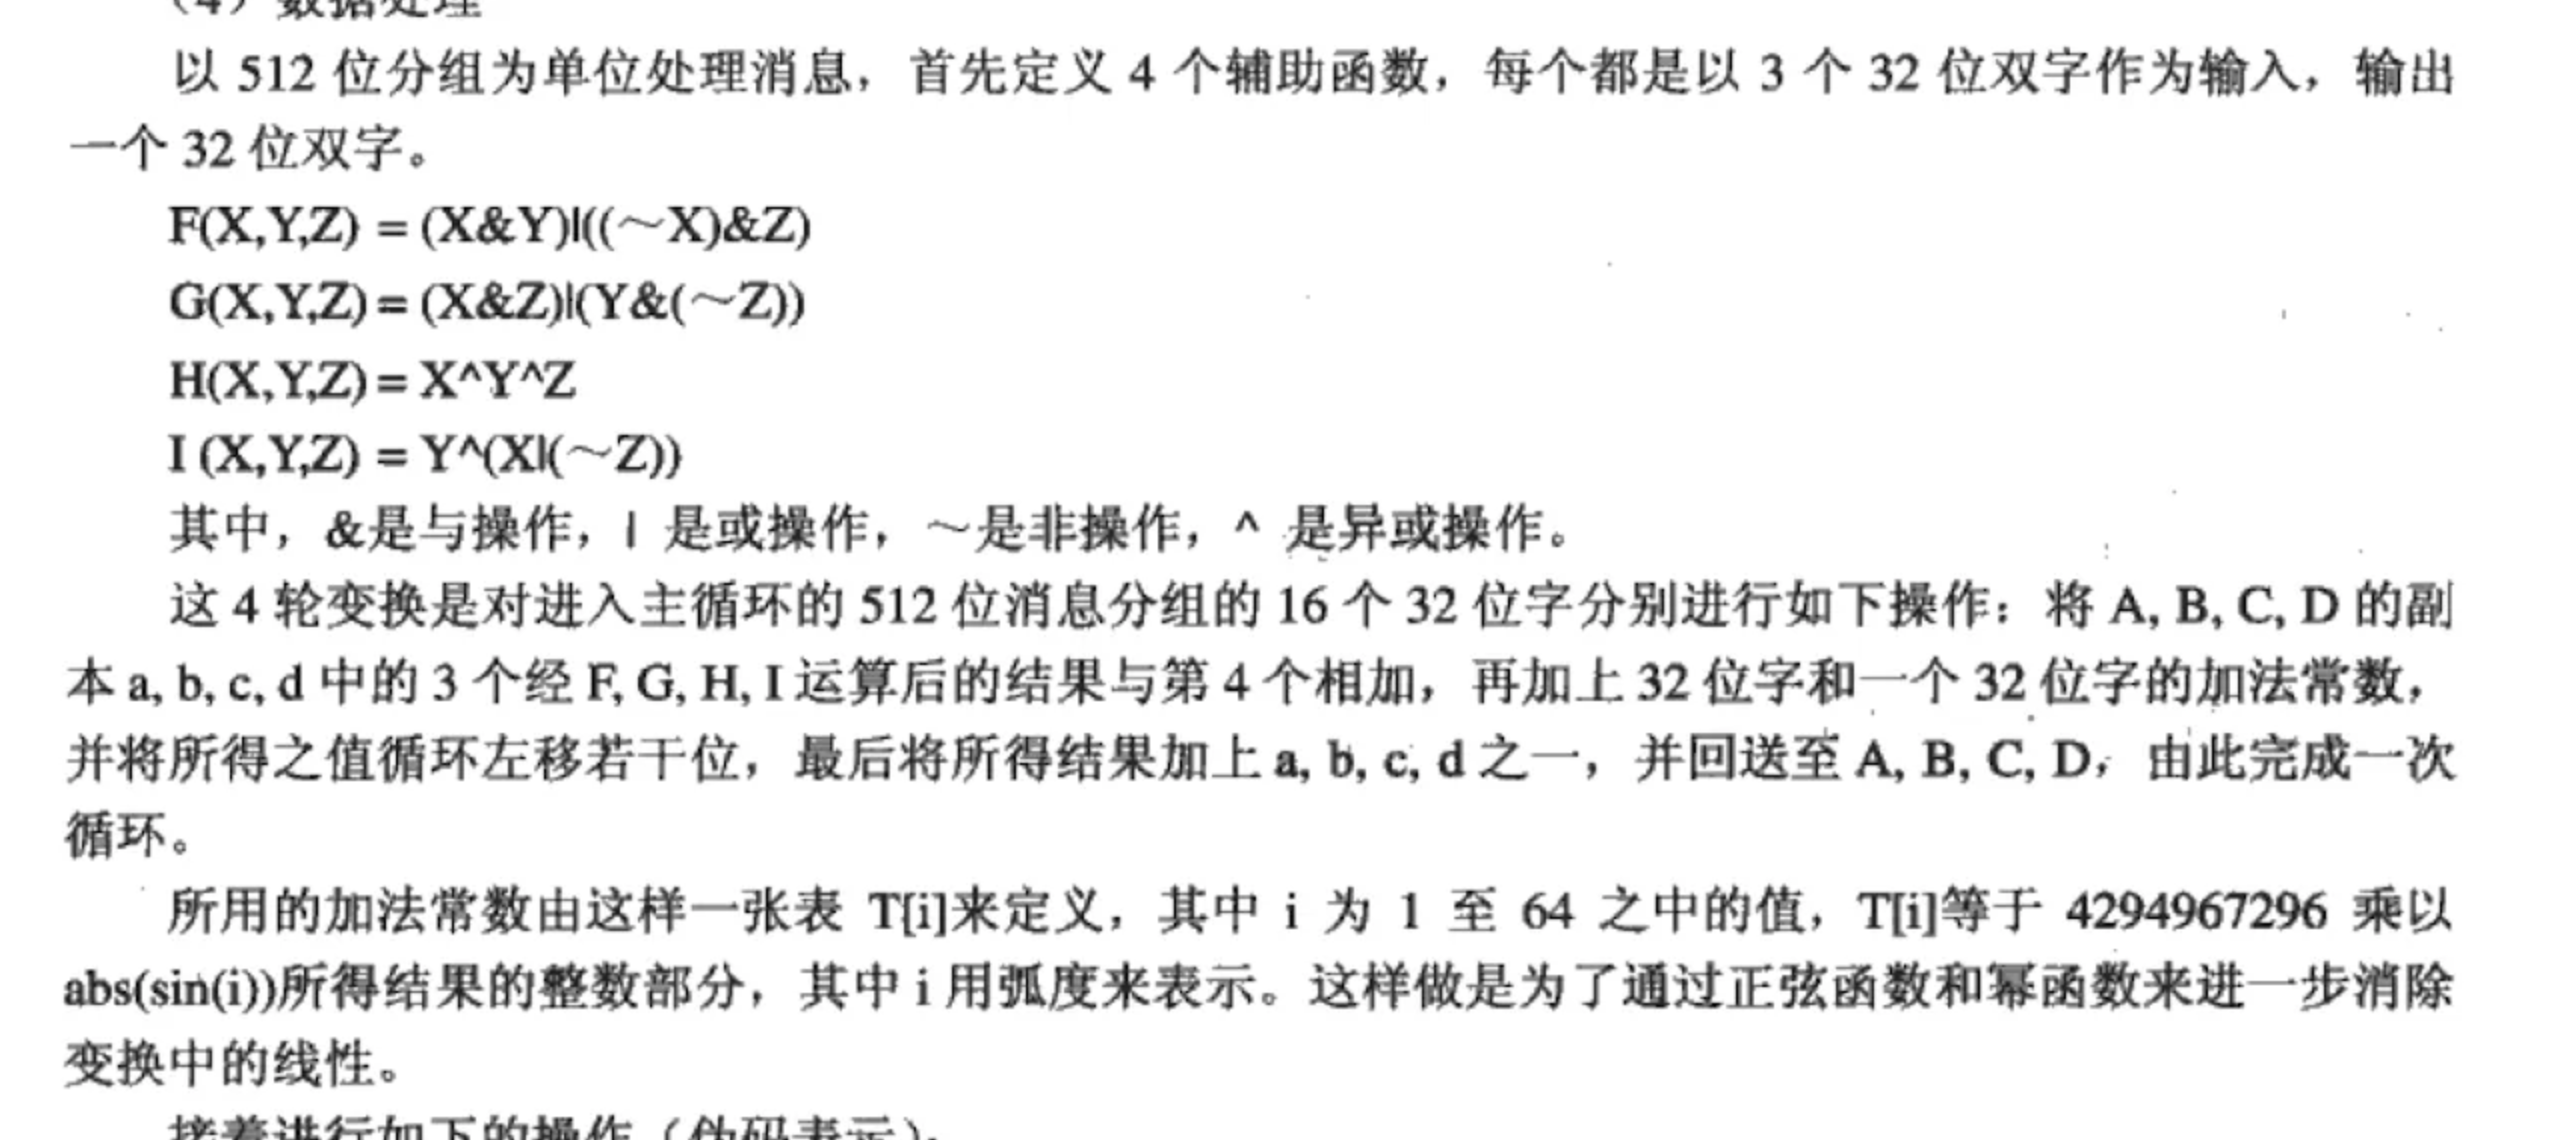 （4）数据处理
以 512 位分组为单位处理消息，首先定义 4 个辅助函数，每个都是以 3 个 32 位双字作为输入，输出
一个 32 位双字。
F(X,Y,Z) = (X&Y)|((～X)&Z)
G(X,Y,Z) = (X&Z)|(Y&(～Z))
H(X,Y,Z) = X^Y^Z
I (X,Y,Z) = Y^(X|(～Z))
其中，&是与操作，| 是或操作，～是非操作，^ 是异或操作。
这 4 轮变换是对进入主循环的 512 位消息分组的 16 个 32 位字分别进行如下操作：将 A, B, C, D 的副
本 a, b, c, d 中的 3 个经 F, G, H, I 运算后的结果与第 4 个相加，再加上 32 位字和一个 32 位字的加法常数，
并将所得之值循环左移若干位，最后将所得结果加上 a, b, c, d 之一，并回送至 A, B, C, D，由此完成一次
循环。
所用的加法常数由这样一张表 T[i]来定义，其中 i 为 1 至 64 之中的值，T[i]等于 4294967296 乘以
abs(sin(i))所得结果的整数部分，其中 i 用弧度来表示。这样做是为了通过正弦函数和幂函数来进一步消除
变换中的线性。
接着进行如下的操作（伪码表示）：